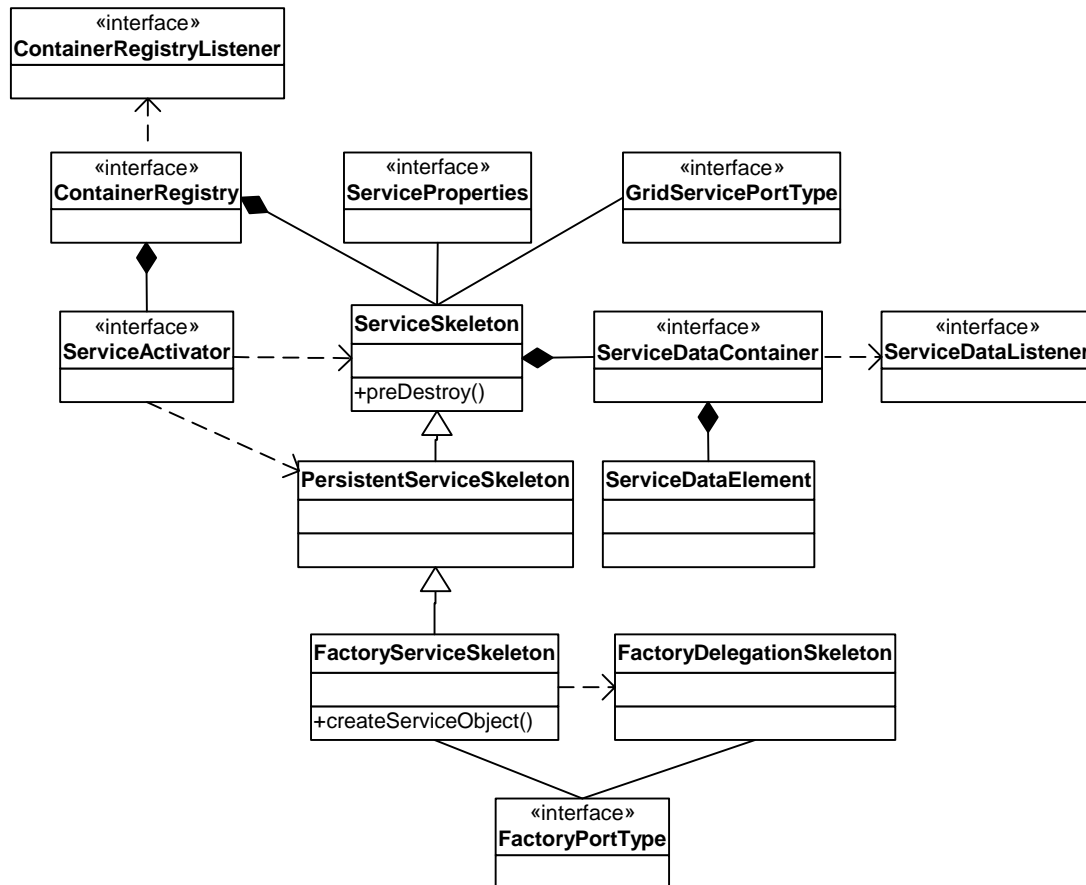 «interface»
ContainerRegistryListener
«interface»
ContainerRegistry
«interface»
ServiceProperties
«interface»
GridServicePortType
«interface»
ServiceActivator
ServiceSkeleton
+preDestroy()
«interface»
ServiceDataContainer
«interface»
ServiceDataListener
PersistentServiceSkeleton
ServiceDataElement
FactoryServiceSkeleton
+createServiceObject()
FactoryDelegationSkeleton
«interface»
FactoryPortType